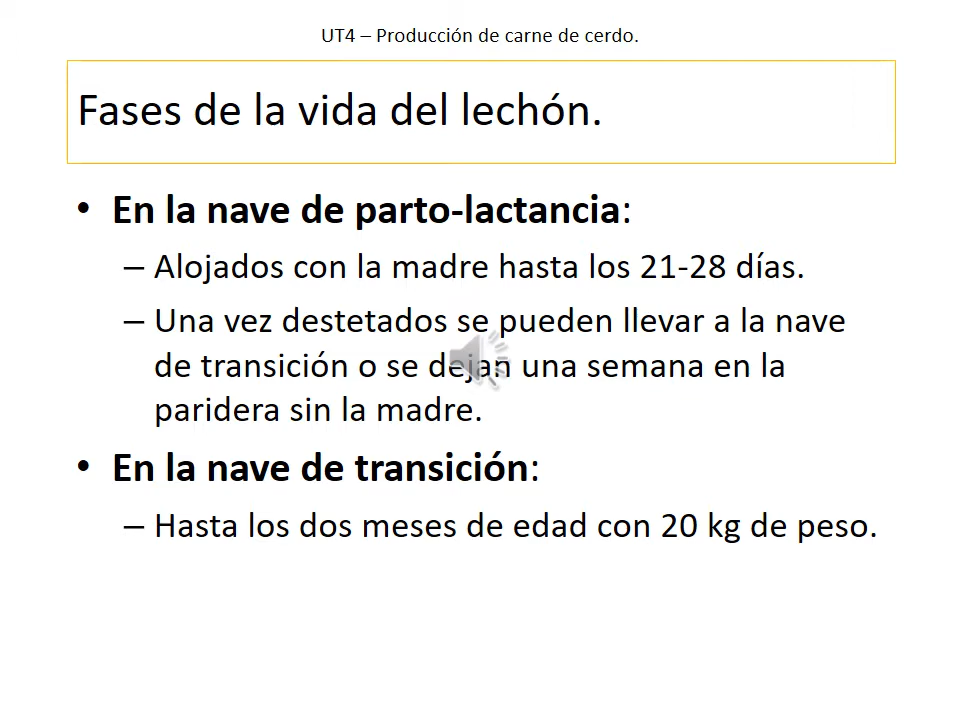 UT4 – Producción de carne de cerdo.
Fases de la vida del lechón.
• En la nave de parto-lactancia:
– Alojados con la madre hasta los 21-28 días.
– Una vez destetados se pueden llevar a la nave
de transición o se dejan una semana en la
paridera sin la madre.
• En la nave de transición:
– Hasta los dos meses de edad con 20 kg de peso.